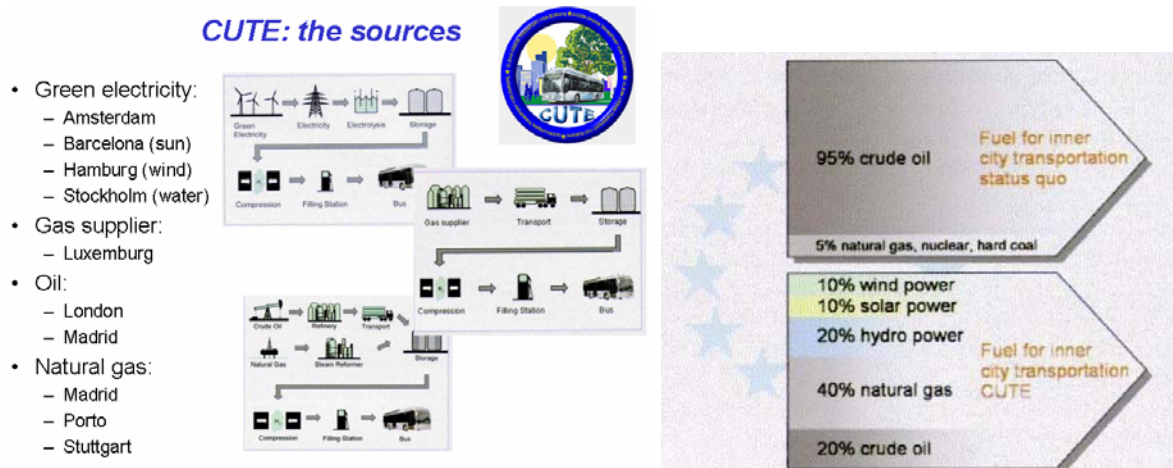 CUTE: the sources
CUTE
• Green electricity:
– Amsterdam
– Barcelona (sun)
– Hamburg (wind)
– Stockholm (water)
• Gas supplier:
– Luxemburg
• Oil:
– London
– Madrid
• Natural gas:
– Madrid
– Porto
– Stuttgart
Green
Electricity
Electricity
Electrolysis
Storage
Compression
Filling Station
Bus
Gas supplier
Transport
Storage
Compression
Filling Station
Bus
Crude Oil
Refinery
Transport
Natural Gas
Steam Reformer
Storage
Compression
Filling Station
Bus
95% crude oil
Fuel for inner
city transportation
status quo
5% natural gas, nuclear, hard coal
10% wind power
10% solar power
20% hydro power
40% natural gas
20% crude oil
Fuel for inner
city transportation
CUTE